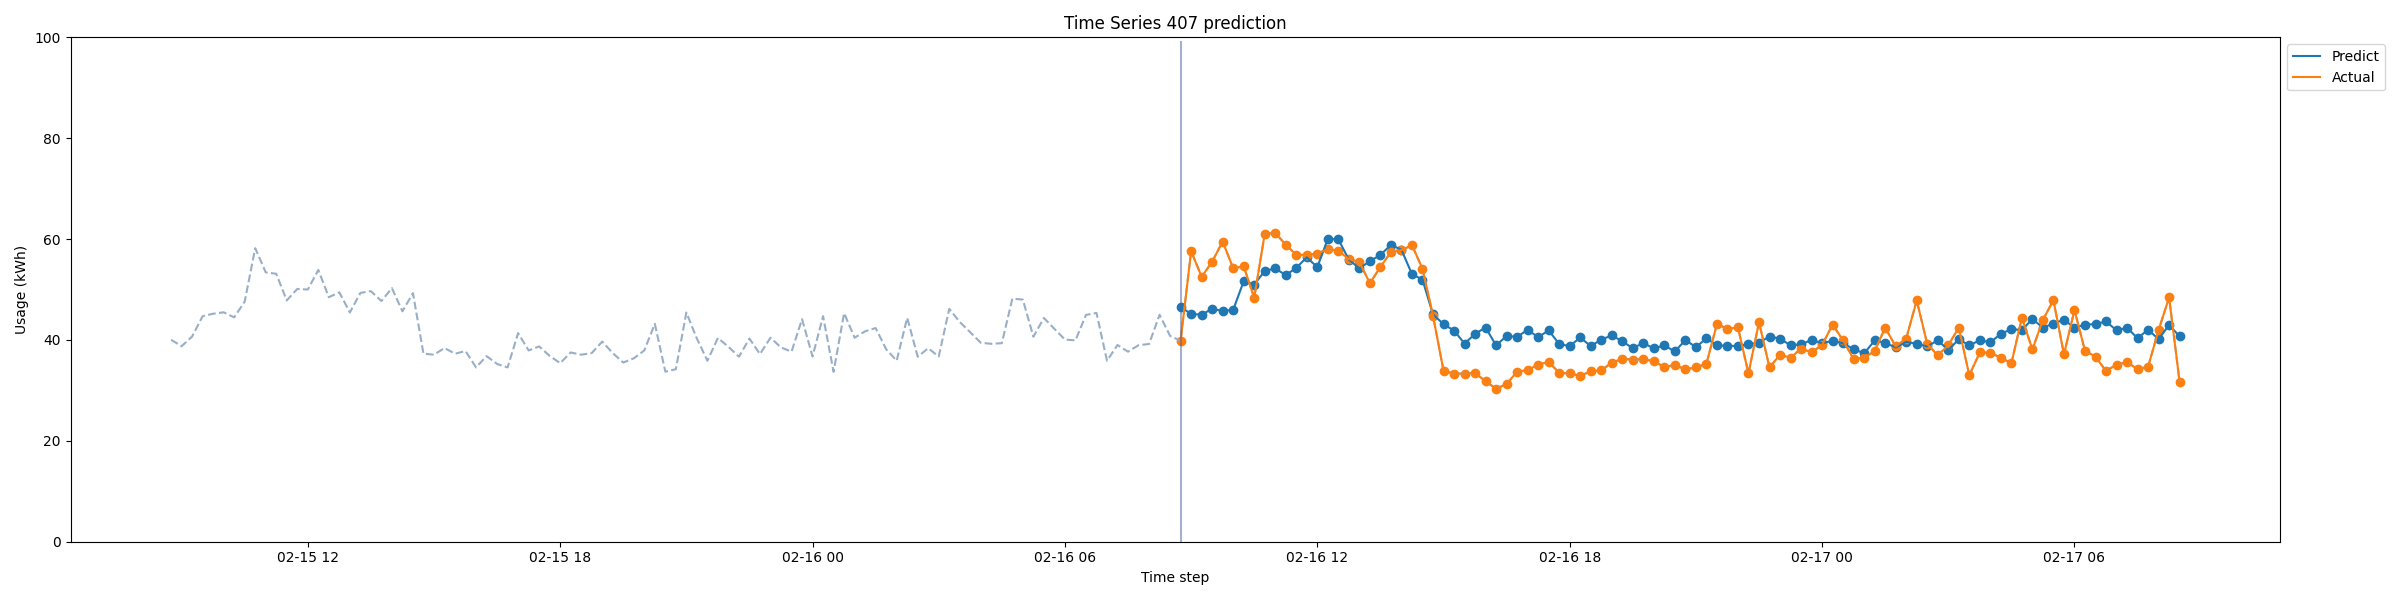 Time Series 407 prediction
Predict
Actual
100
80
60
40
20
0
Usage (kWh)
02-15 12
02-15 18
02-16 00
02-16 06
02-16 12
02-16 18
02-17 00
02-17 06
Time step